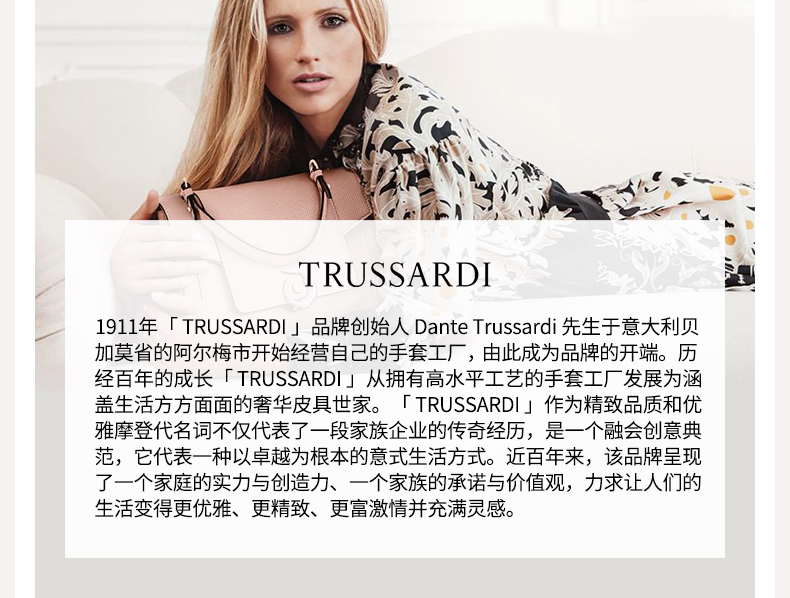 TRUSSARDI
1911年「 TRUSSARDI 」品牌创始人 Dante Trussardi 先生于意大利贝
加莫省的阿尔梅市开始经营自己的手套工厂，由此成为品牌的开端。历
经百年的成长「 TRUSSARDI 」从拥有高水平工艺的手套工厂发展为涵
盖生活方方面面的奢华皮具世家。「 TRUSSARDI 」作为精致品质和优
雅摩登代名词不仅代表了一段家族企业的传奇经历，是一个融会创意典
范，它代表一种以卓越为根本的意式生活方式。近百年来，该品牌呈现
了一个家庭的实力与创造力、一个家族的承诺与价值观，力求让人们的
生活变得更优雅、更精致、更富激情并充满灵感。